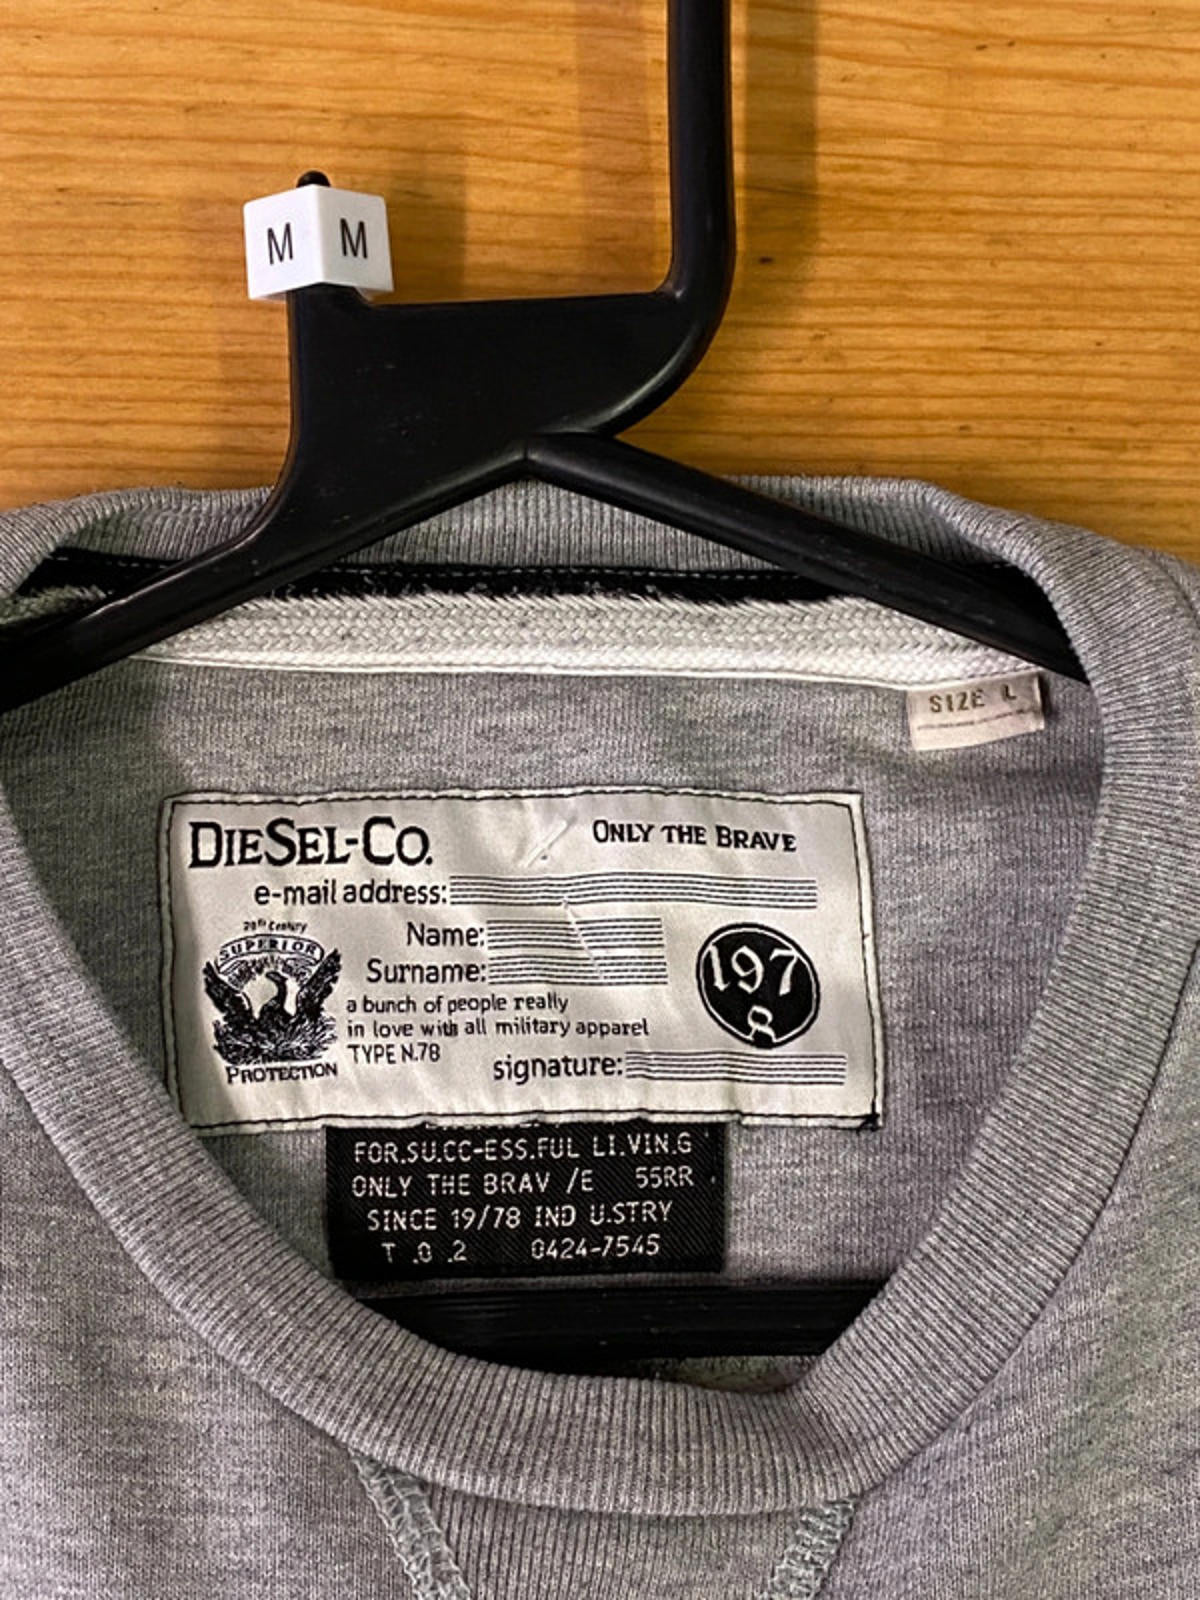 M M
SIZE L
DIESEL-CO.
ONLY THE BRAVE
e-mail address:
20th Century
SUPERIOR
PROTECTION
Name:
Surname:
a bunch of people really
in love with all military apparel
TYPE N.78
signature:
197
8
FOR.SU.CC-ESS.FUL LI.VIN.G
ONLY THE BRAV /E 55RR
SINCE 19/78 IND U.STRY
T .0 .2 0424-7545